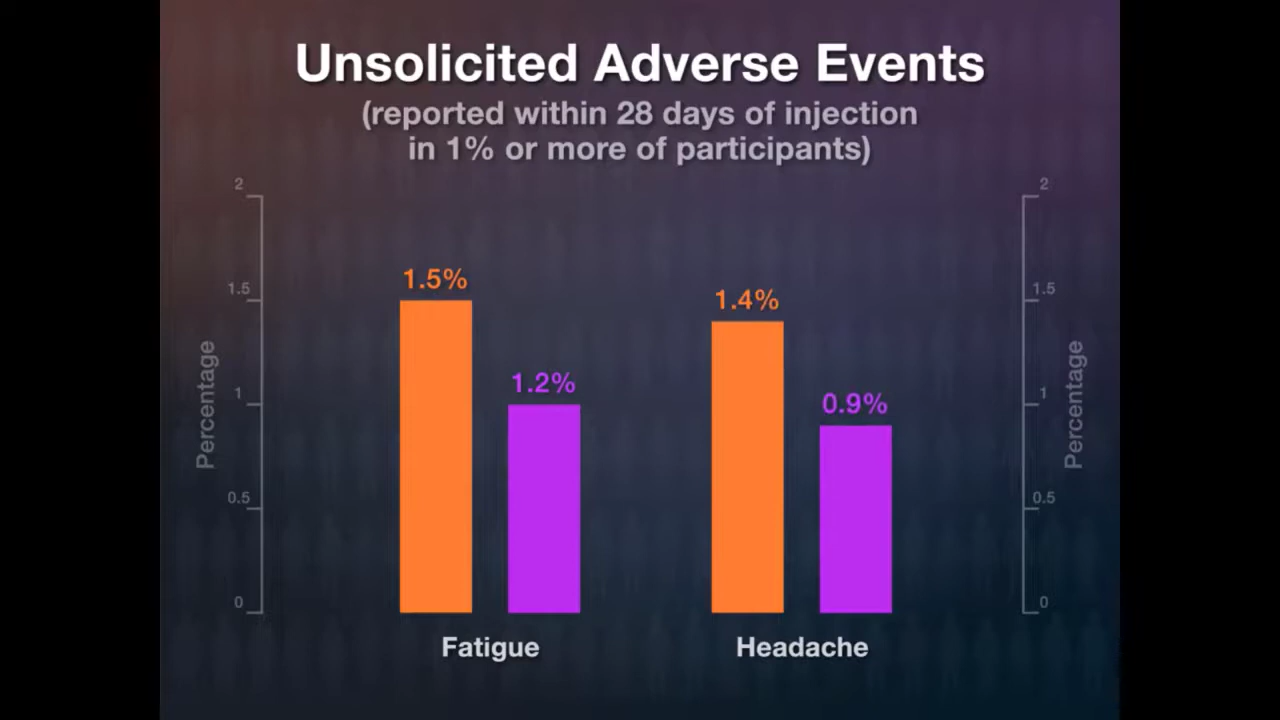 Unsolicited Adverse Events
(reported within 28 days of injection
in 1% or more of participants)
2
1.5
1
0.5
0
Percentage
1.5%
1.2%
1.4%
0.9%
Fatigue
Headache
2
1.5
1
0.5
0
Percentage